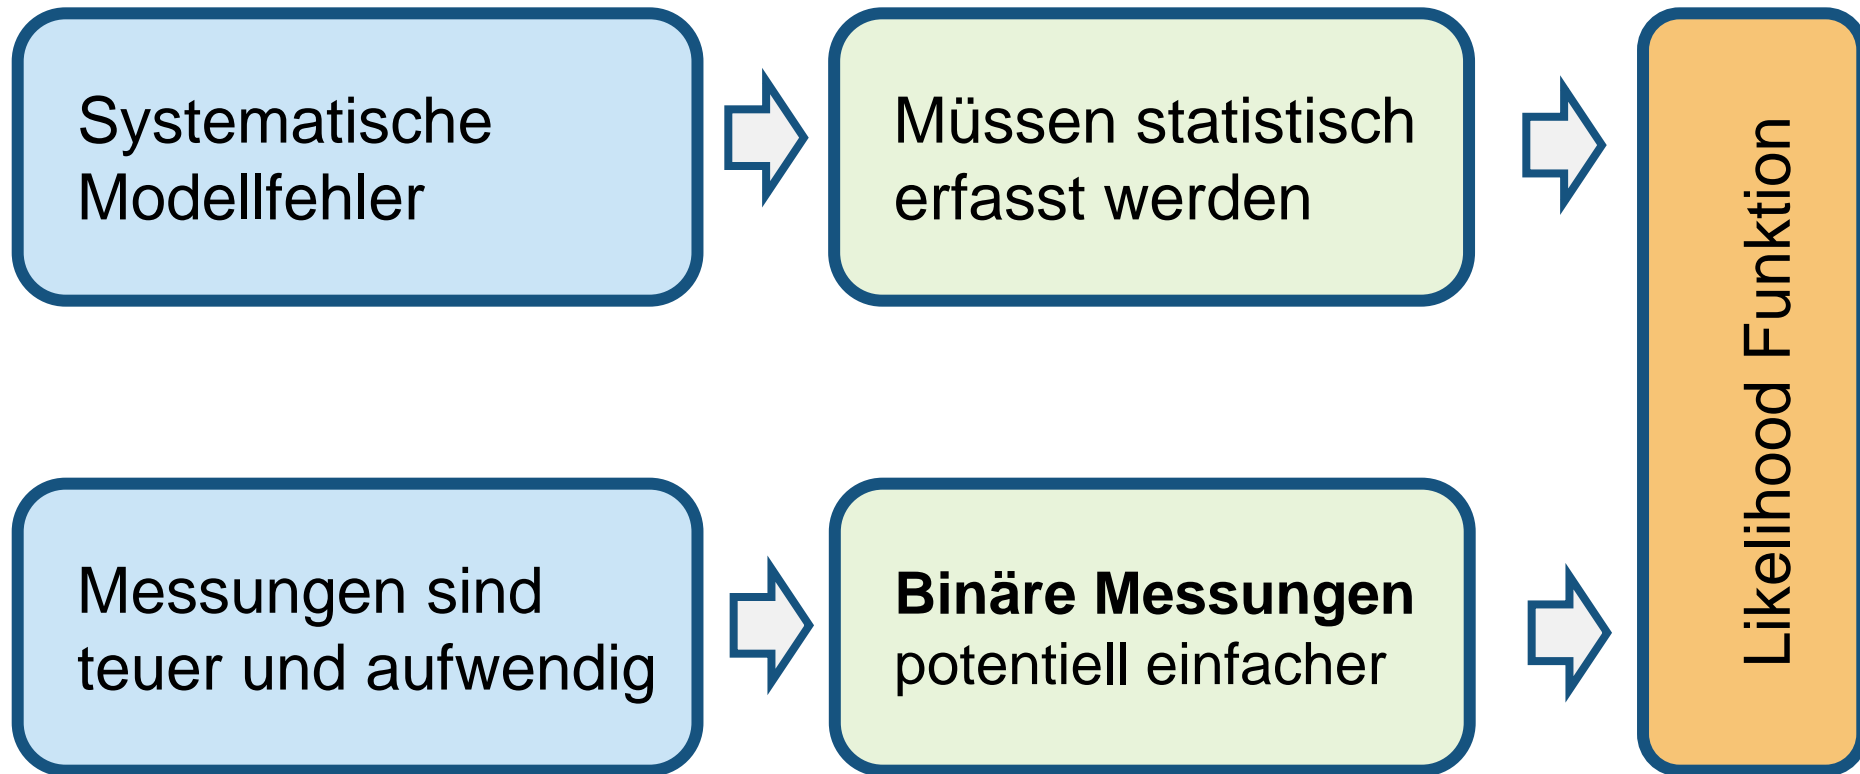 Systematische
Modellfehler
Müssen statistisch
erfasst werden
Messungen sind
teuer und aufwendig
Binäre Messungen
potentiell einfacher
Likelihood Funktion